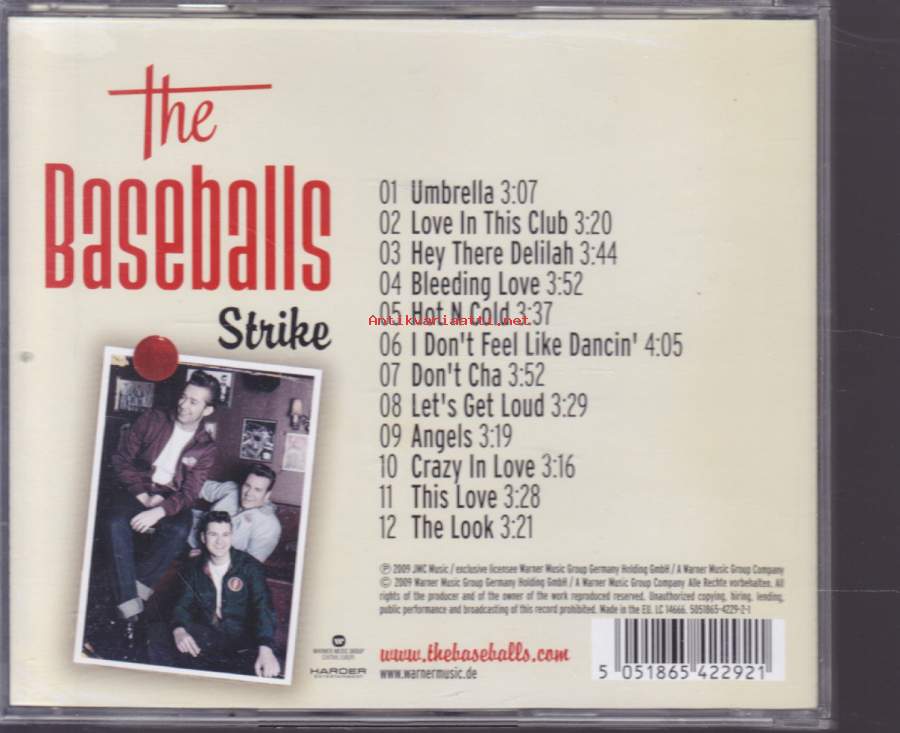 the
Baseballs
Strike
01 Umbrella 3:07
02 Love In This Club 3:20
03 Hey There Delilah 3:44
04 Bleeding Love 3:52
05 Hot N Cold 3:37
Antikvariaatti.net
06 I Don't Feel Like Dancin' 4:05
07 Don't Cha 3:52
08 Let's Get Loud 3:29
09 Angels 3:19
10 Crazy In Love 3:16
11 This Love 3:28
12 The Look 3:21
℗ 2009 JMC Music / exclusive licensee Warner Music Group Germany Holding GmbH / A Warner Music Group Company
© 2009 Warner Music Group Germany Holding GmbH / A Warner Music Group Company Alle Rechte vorbehalten. All
rights of the producer and of the owner of the work reproduced reserved. Unauthorized copying, hiring, lending,
public performance and broadcasting of this record prohibited. Made in the EU. LC 14666. 5051865-4229-2-1
WARNER MUSIC GROUP
CENTRAL EUROPE
HARDER
ENTERTAINMENT
www.thebaseballs.com
www.warnermusic.de
5 051865 422921